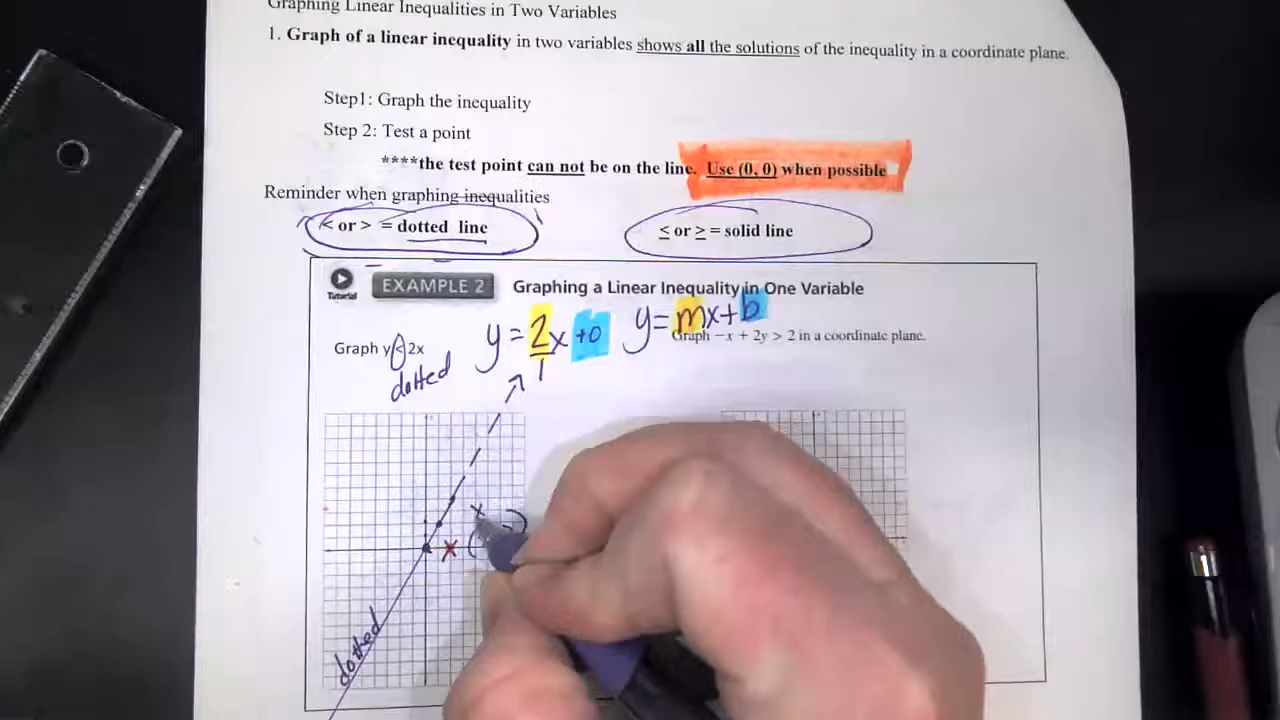 Graphing Linear Inequalities in Two Variables
1. Graph of a linear inequality in two variables shows all the solutions of the inequality in a coordinate plane.
Step1: Graph the inequality
Step 2: Test a point
****the test point can not be on the line. Use (0, 0) when possible
Reminder when graphing inequalities
< or > = dotted line
≤ or ≥ = solid line
Tutorial
EXAMPLE 2 Graphing a Linear Inequality in One Variable
Graph y < 2x
dotted
y = 2x +0
1
y = mx + b
Graph −x + 2y > 2 in a coordinate plane.
x
dotted